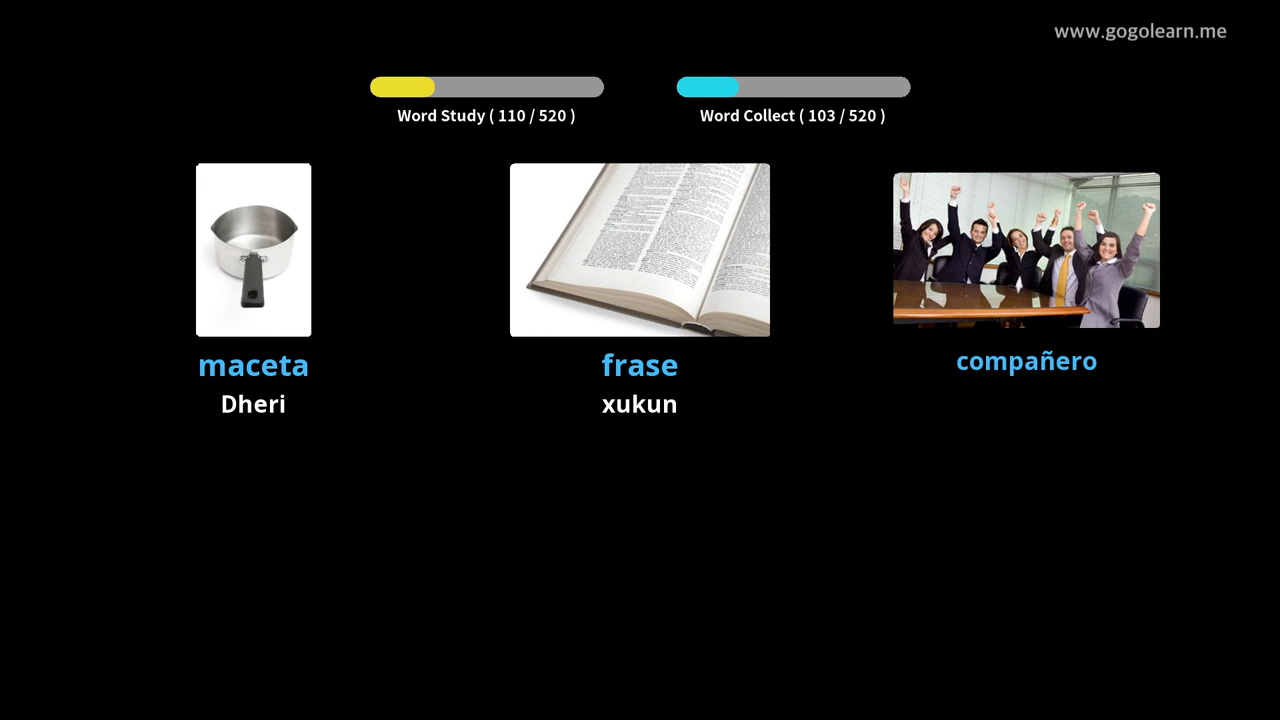 www.gogolearn.me
Word Study ( 110 / 520 )
Word Collect ( 103 / 520 )
maceta
Dheri
frase
xukun
compañero